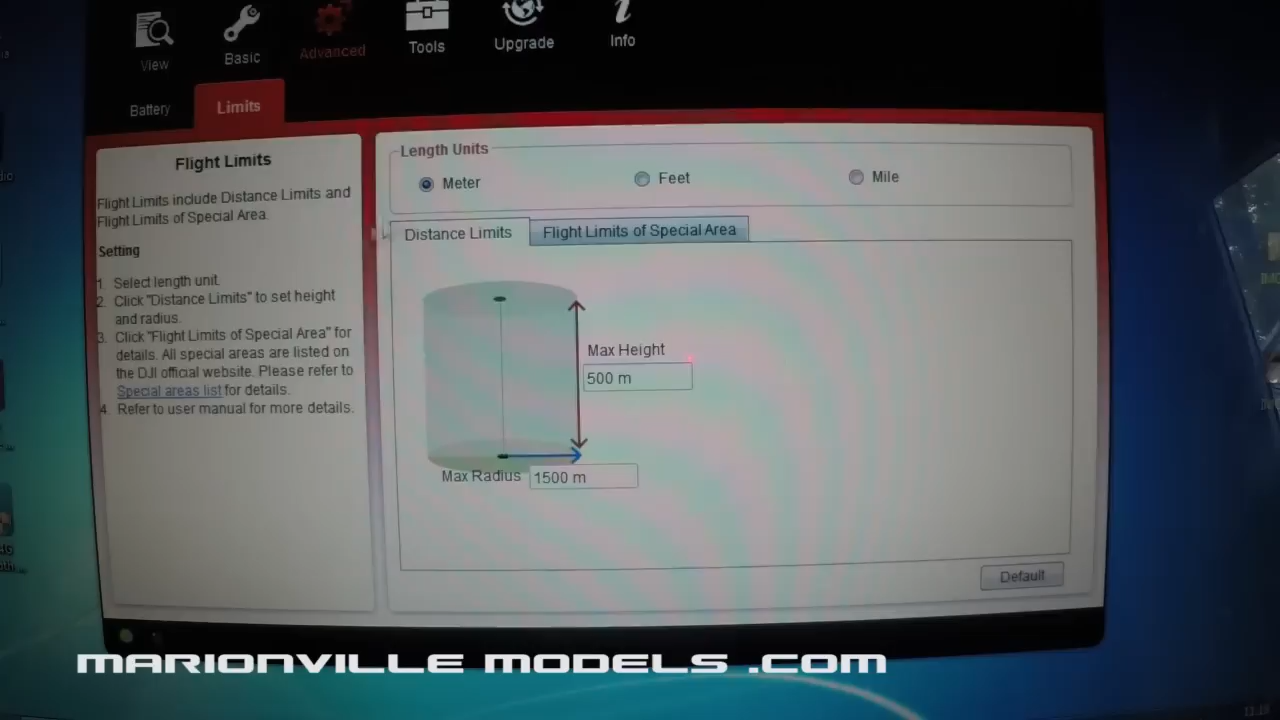 View
Basic
Advanced
Tools
Upgrade
Info
Battery
Limits
Flight Limits
Flight Limits include Distance Limits and
Flight Limits of Special Area.
Setting
1. Select length unit.
2. Click "Distance Limits" to set height
and radius.
3. Click "Flight Limits of Special Area" for
details. All special areas are listed on
the DJI official website. Please refer to
Special areas list for details.
4. Refer to user manual for more details.
Length Units
Meter
Feet
Mile
Distance Limits
Flight Limits of Special Area
Max Height
500 m
Max Radius 1500 m
Default
MARIONVILLE MODELS .COM